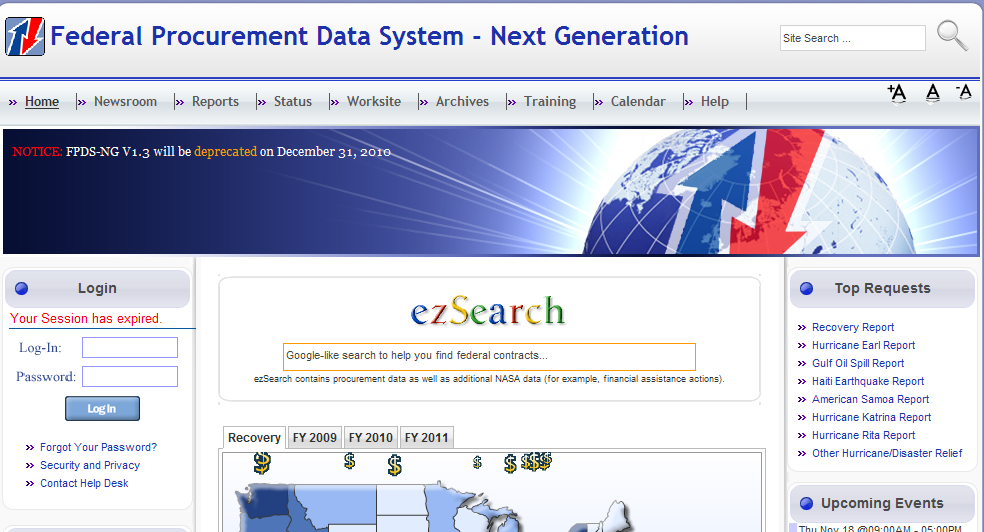 Federal Procurement Data System - Next Generation
Site Search ...
Home
Newsroom
Reports
Status
Worksite
Archives
Training
Calendar
Help
+A
A
-A
NOTICE: FPDS-NG V1.3 will be deprecated on December 31, 2010
Login
Your Session has expired.
Log-In:
Password:
Log In
Forgot Your Password?
Security and Privacy
Contact Help Desk
ezSearch
Google-like search to help you find federal contracts...
ezSearch contains procurement data as well as additional NASA data (for example, financial assistance actions).
Recovery
FY 2009
FY 2010
FY 2011
$ $ $ $ $ $$$
Top Requests
Recovery Report
Hurricane Earl Report
Gulf Oil Spill Report
Haiti Earthquake Report
American Samoa Report
Hurricane Katrina Report
Hurricane Rita Report
Other Hurricane/Disaster Relief
Upcoming Events
Thu Nov 18 @09:00AM - 05:00PM